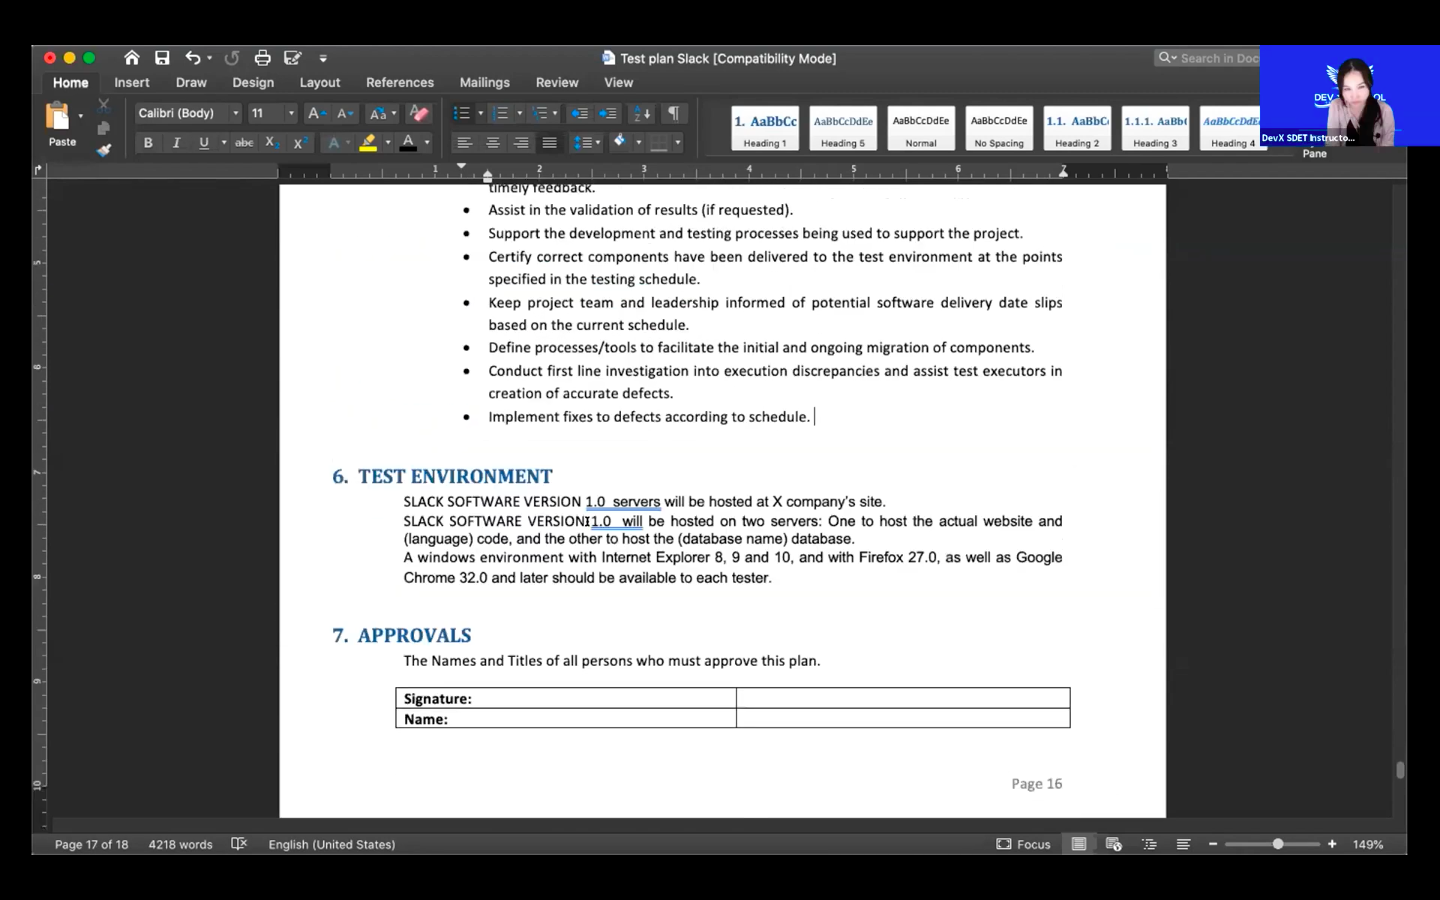 Test plan Slack [Compatibility Mode]
Search in Doc
Home Insert Draw Design Layout References Mailings Review View
DevX SDET Instructo...
Paste
Calibri (Body) 11
B I U abc X₂ X²
1. AaBbCc AaBbCcDdEe AaBbCcDdEe AaBbCcDdEe 1.1. AaBbC 1.1.1. AaBb AaBbCcDdE
Heading 1 Heading 5 Normal No Spacing Heading 2 Heading 3 Heading 4
Pane
1 2 3 4 5 6 7
timely feedback.
• Assist in the validation of results (if requested).
• Support the development and testing processes being used to support the project.
• Certify correct components have been delivered to the test environment at the points
specified in the testing schedule.
• Keep project team and leadership informed of potential software delivery date slips
based on the current schedule.
• Define processes/tools to facilitate the initial and ongoing migration of components.
• Conduct first line investigation into execution discrepancies and assist test executors in
creation of accurate defects.
• Implement fixes to defects according to schedule.
6. TEST ENVIRONMENT
SLACK SOFTWARE VERSION 1.0 servers will be hosted at X company's site.
SLACK SOFTWARE VERSION 1.0 will be hosted on two servers: One to host the actual website and
(language) code, and the other to host the (database name) database.
A windows environment with Internet Explorer 8, 9 and 10, and with Firefox 27.0, as well as Google
Chrome 32.0 and later should be available to each tester.
7. APPROVALS
The Names and Titles of all persons who must approve this plan.
Signature:
Name:
Page 16
Page 17 of 18 4218 words English (United States) Focus 149%